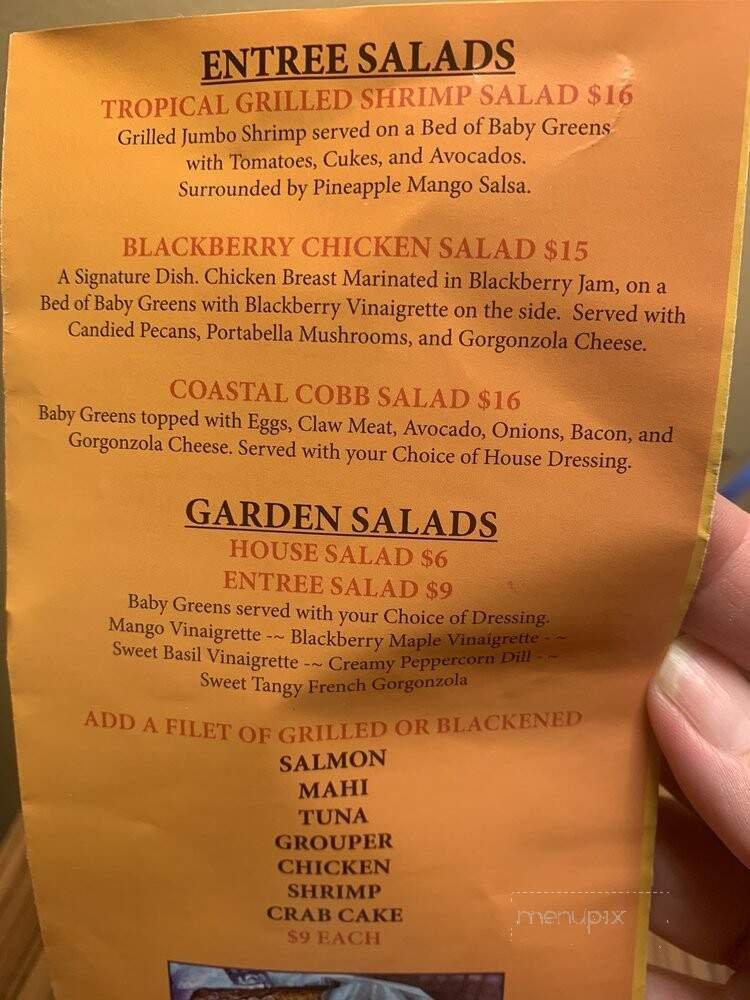 ENTREE SALADS
TROPICAL GRILLED SHRIMP SALAD $16
Grilled Jumbo Shrimp served on a Bed of Baby Greens
with Tomatoes, Cukes, and Avocados.
Surrounded by Pineapple Mango Salsa.
BLACKBERRY CHICKEN SALAD $15
A Signature Dish. Chicken Breast Marinated in Blackberry Jam, on a
Bed of Baby Greens with Blackberry Vinaigrette on the side. Served with
Candied Pecans, Portabella Mushrooms, and Gorgonzola Cheese.
COASTAL COBB SALAD $16
Baby Greens topped with Eggs, Claw Meat, Avocado, Onions, Bacon, and
Gorgonzola Cheese. Served with your Choice of House Dressing.
GARDEN SALADS
HOUSE SALAD $6
ENTREE SALAD $9
Baby Greens served with your Choice of Dressing.
Mango Vinaigrette -~ Blackberry Maple Vinaigrette - ~
Sweet Basil Vinaigrette -~ Creamy Peppercorn Dill - ~
Sweet Tangy French Gorgonzola
ADD A FILET OF GRILLED OR BLACKENED
SALMON
MAHI
TUNA
GROUPER
CHICKEN
SHRIMP
CRAB CAKE
$9 EACH
menupix